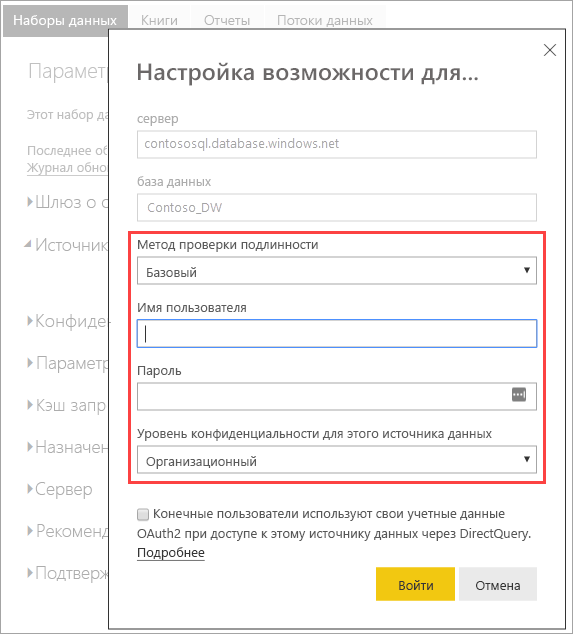 Наборы данных
Книги
Отчеты
Потоки данных
Настройка возможности для...
Парамет
Этот набор да
Последнее об
Журнал обно
Шлюз о с
Источник
Конфиден
Параметр
Кэш запр
Назначен
Сервер
Рекоменд
Подтверж
сервер
contososql.database.windows.net
база данных
Contoso_DW
Метод проверки подлинности
Базовый
Имя пользователя
Пароль
Уровень конфиденциальности для этого источника данных
Организационный
Конечные пользователи используют свои учетные данные
OAuth2 при доступе к этому источнику данных через DirectQuery.
Подробнее
Войти
Отмена